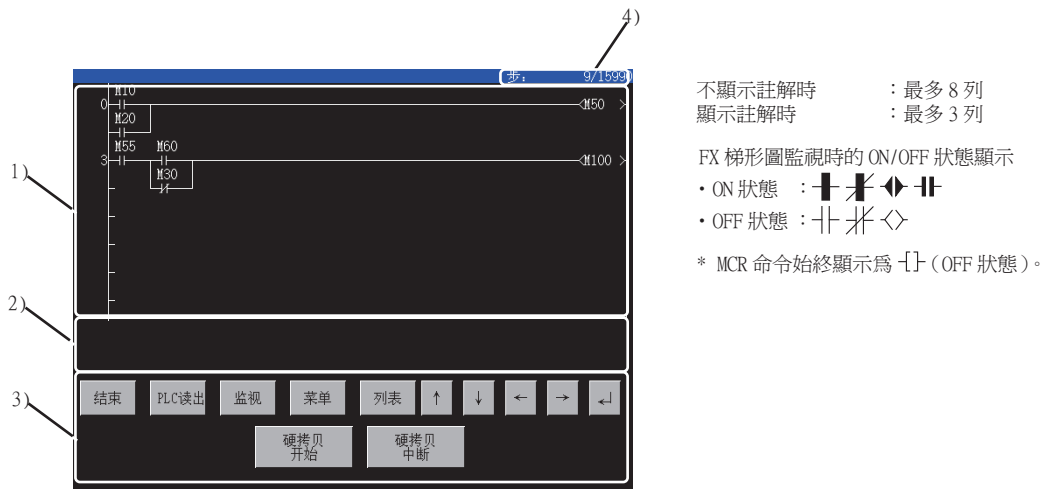 4)
步: 9/15990
M10
0
M50
M20
M55 M60
3
M100
M30
1)
2)
3)
结束 PLC读出 监视 菜单 列表 ↑ ↓ ← → ↵
硬拷贝
开始
硬拷贝
中断
不顯示註解時 :最多 8 列
顯示註解時 :最多 3 列
FX 梯形圖監視時的 ON/OFF 狀態顯示
・ON 狀態 :
・OFF 狀態 :
* MCR 命令始終顯示爲 -[ ]- (OFF 狀態)。